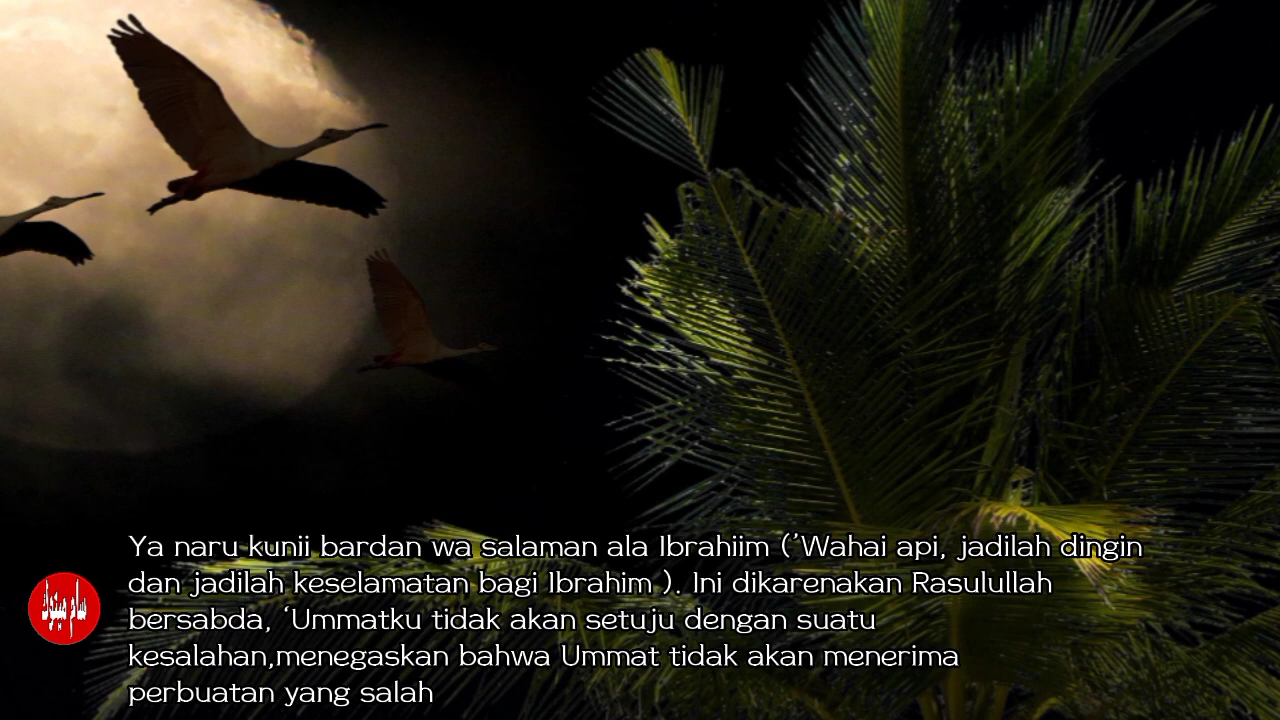 Ya naru kunii bardan wa salaman ala Ibrahiim (’Wahai api, jadilah dingin
dan jadilah keselamatan bagi Ibrahim ). Ini dikarenakan Rasulullah
bersabda, ‘Ummatku tidak akan setuju dengan suatu
kesalahan,menegaskan bahwa Ummat tidak akan menerima
perbuatan yang salah